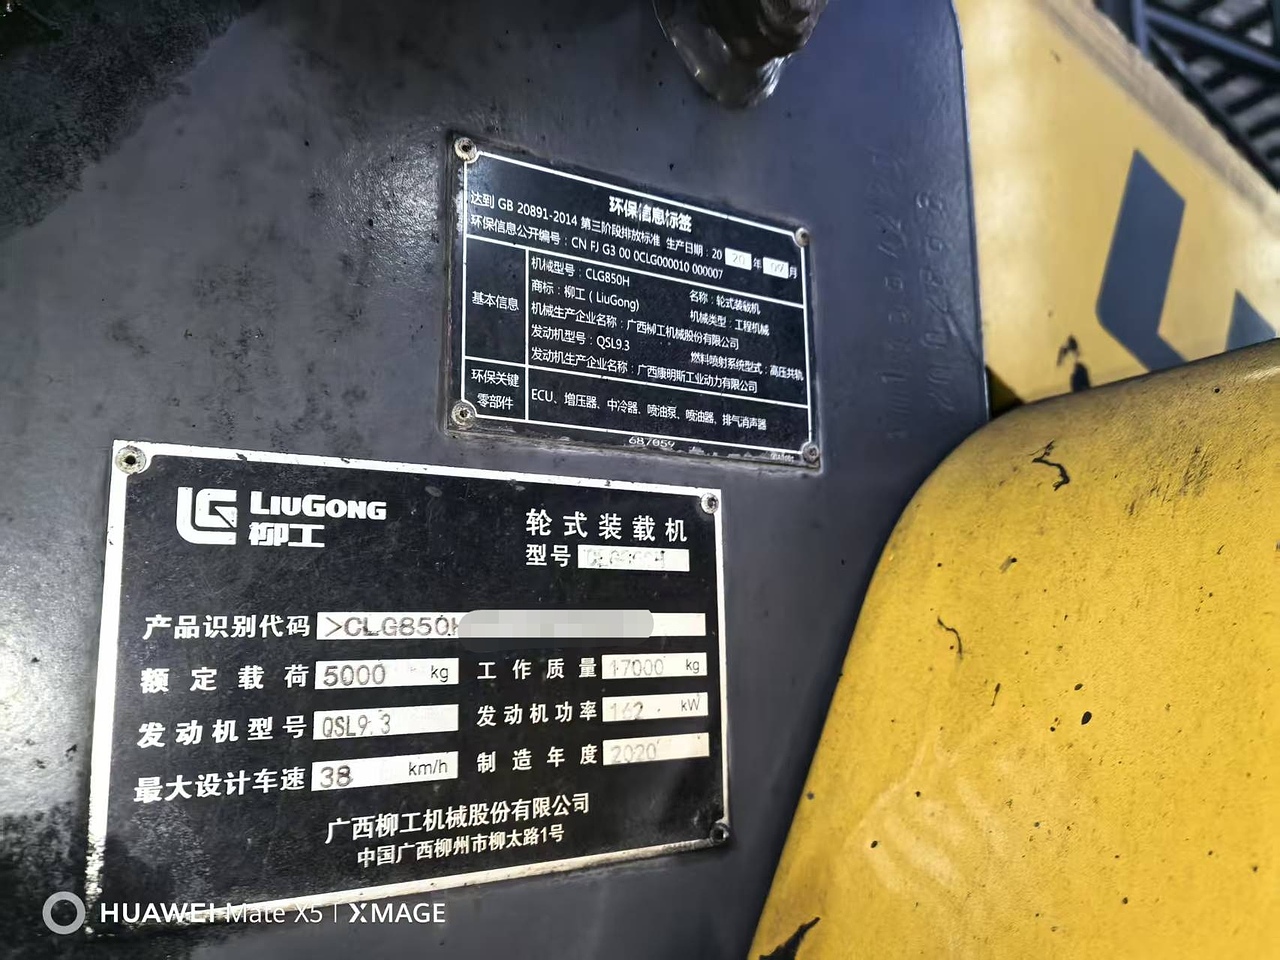 环保信息标签
达到 GB 20891-2014 第三阶段排放标准 生产日期：20 20 年 09 月
环保信息公开编号：CN FJ G3 00 0CLG000010 000007
基本信息
机械型号：CLG850H 名称：轮式装载机
商标：柳工（LiuGong） 机械类型：工程机械
机械生产企业名称：广西柳工机械股份有限公司
发动机型号：QSL9.3 燃料喷射系统型式：高压共轨
发动机生产企业名称：广西康明斯工业动力有限公司
环保关键
零部件
ECU、增压器、中冷器、喷油泵、喷油器、排气消声器
687059
LG LIUGONG
柳工
轮式装载机
型号
产品识别代码 >CLG850H
额定载荷 5000 kg 工作质量 17000 kg
发动机型号 QSL9.3 发动机功率 162 kW
最大设计车速 38 km/h 制造年度 2020
广西柳工机械股份有限公司
中国广西柳州市柳太路1号
HUAWEI Mate X5 | XMAGE